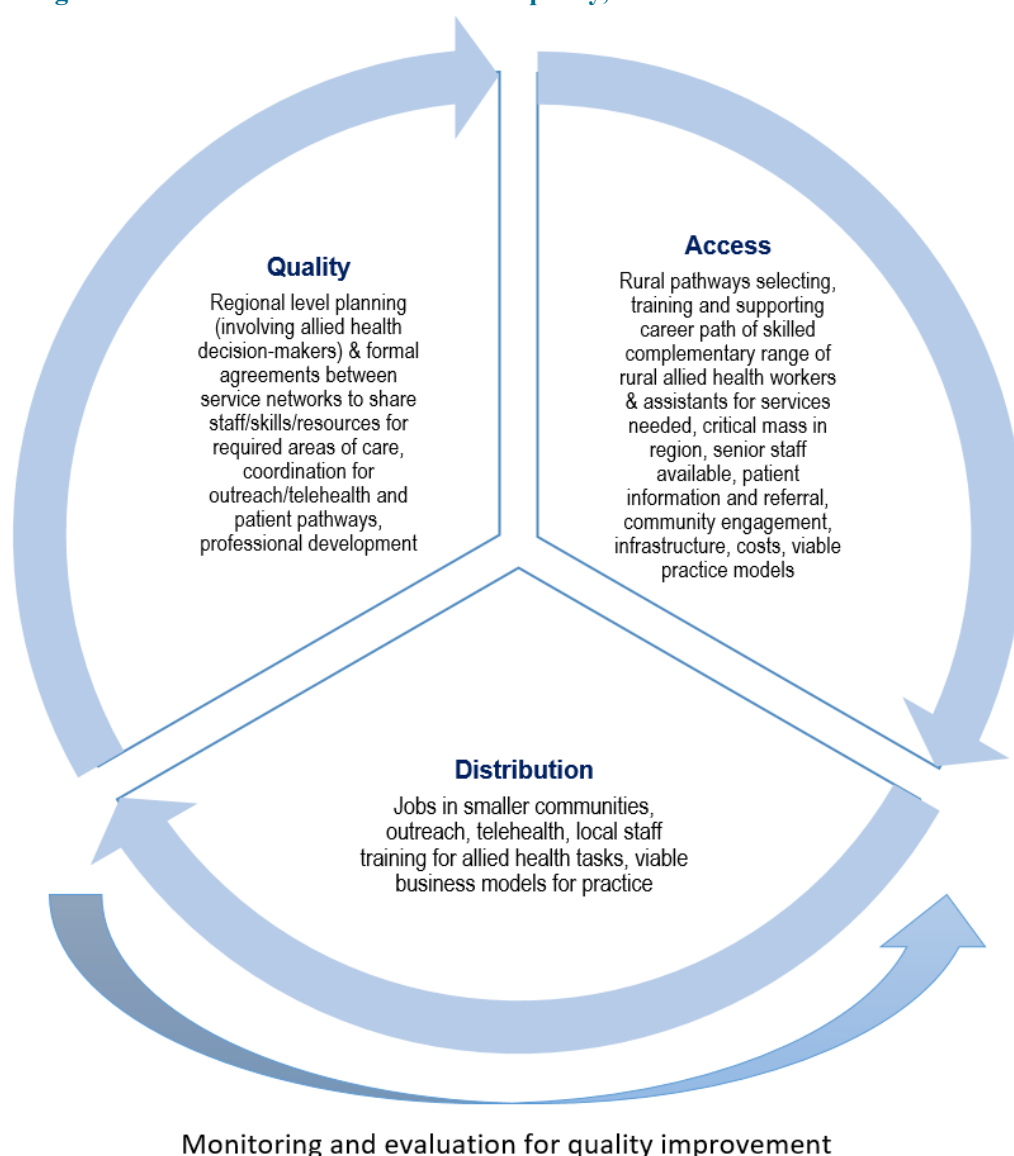 Quality
Regional level planning
(involving allied health
decision-makers) & formal
agreements between
service networks to share
staff/skills/resources for
required areas of care,
coordination for
outreach/telehealth and
patient pathways,
professional development
Access
Rural pathways selecting,
training and supporting
career path of skilled
complementary range of
rural allied health workers
& assistants for services
needed, critical mass in
region, senior staff
available, patient
information and referral,
community engagement,
infrastructure, costs, viable
practice models
Distribution
Jobs in smaller communities,
outreach, telehealth, local staff
training for allied health tasks, viable
business models for practice
Monitoring and evaluation for quality improvement